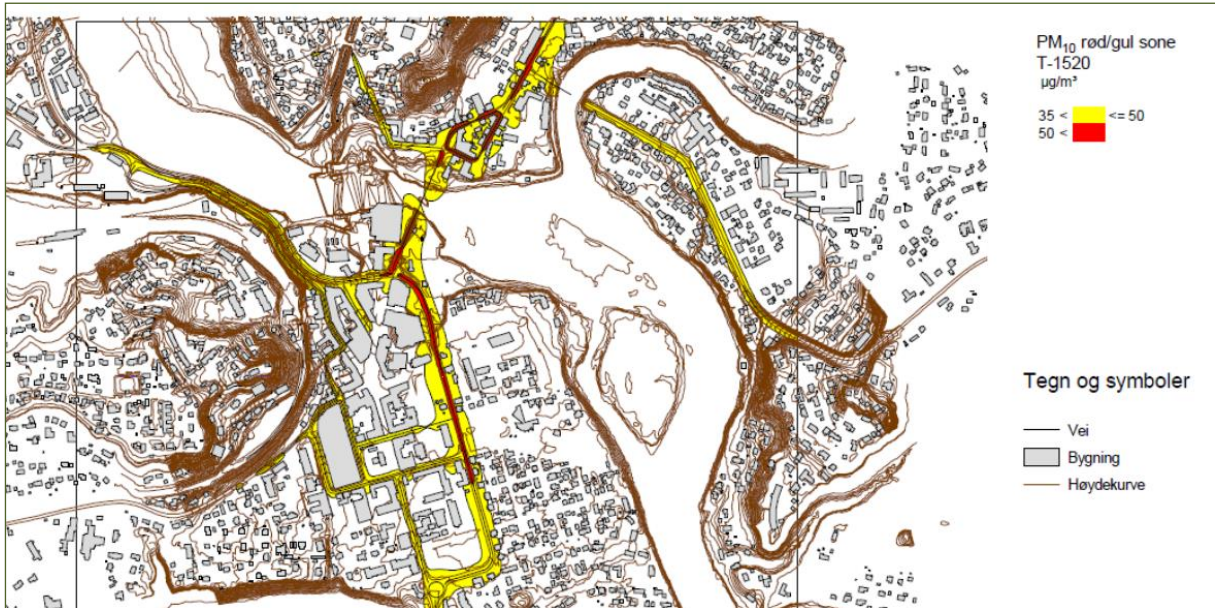 PM₁₀ rød/gul sone
T-1520
µg/m³
35 < <= 50
50 <
Tegn og symboler
Vei
Bygning
Høydekurve